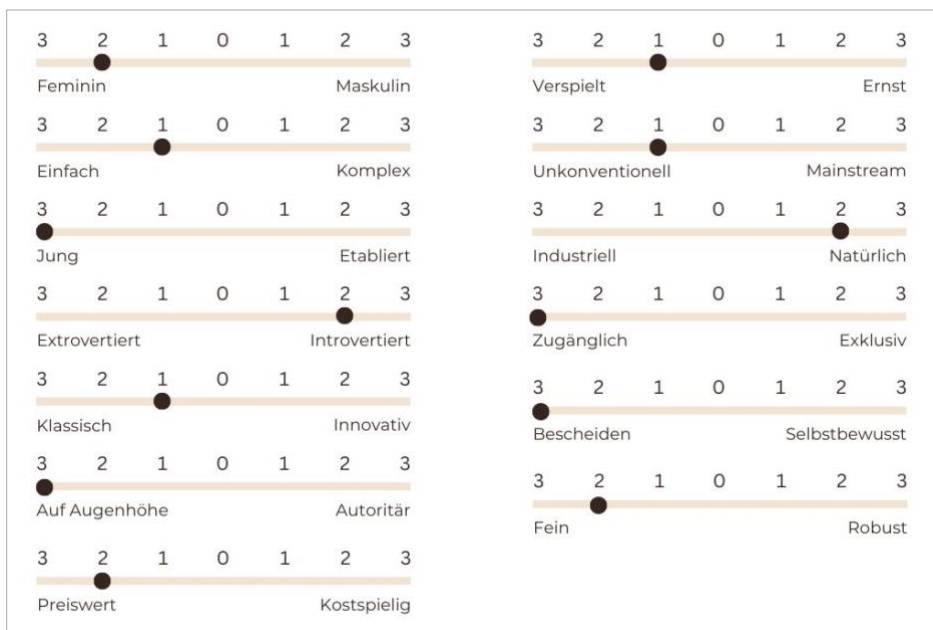 3 2 1 0 1 2 3
Feminin Maskulin
3 2 1 0 1 2 3
Einfach Komplex
3 2 1 0 1 2 3
Jung Etabliert
3 2 1 0 1 2 3
Extrovertiert Introvertiert
3 2 1 0 1 2 3
Klassisch Innovativ
3 2 1 0 1 2 3
Auf Augenhöhe Autoritär
3 2 1 0 1 2 3
Preiswert Kostspielig
3 2 1 0 1 2 3
Verspielt Ernst
3 2 1 0 1 2 3
Unkonventionell Mainstream
3 2 1 0 1 2 3
Industriell Natürlich
3 2 1 0 1 2 3
Zugänglich Exklusiv
3 2 1 0 1 2 3
Bescheiden Selbstbewusst
3 2 1 0 1 2 3
Fein Robust